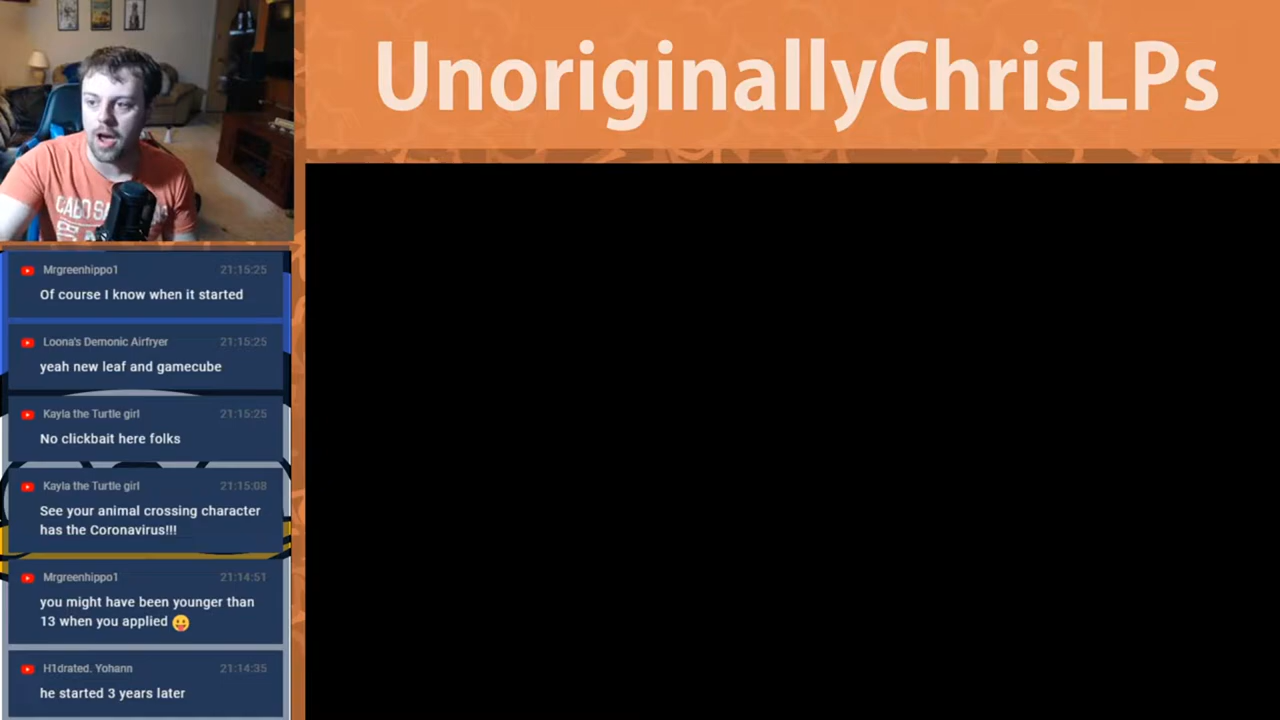 UnoriginallyChrisLPs
CABO SA
Mrgreenhippo1 21:15:25
Of course I know when it started
Loona's Demonic Airfryer 21:15:25
yeah new leaf and gamecube
Kayla the Turtle girl 21:15:25
No clickbait here folks
Kayla the Turtle girl 21:15:08
See your animal crossing character
has the Coronavirus!!!
Mrgreenhippo1 21:14:51
you might have been younger than
13 when you applied 😛
H1drated. Yohann 21:14:35
he started 3 years later